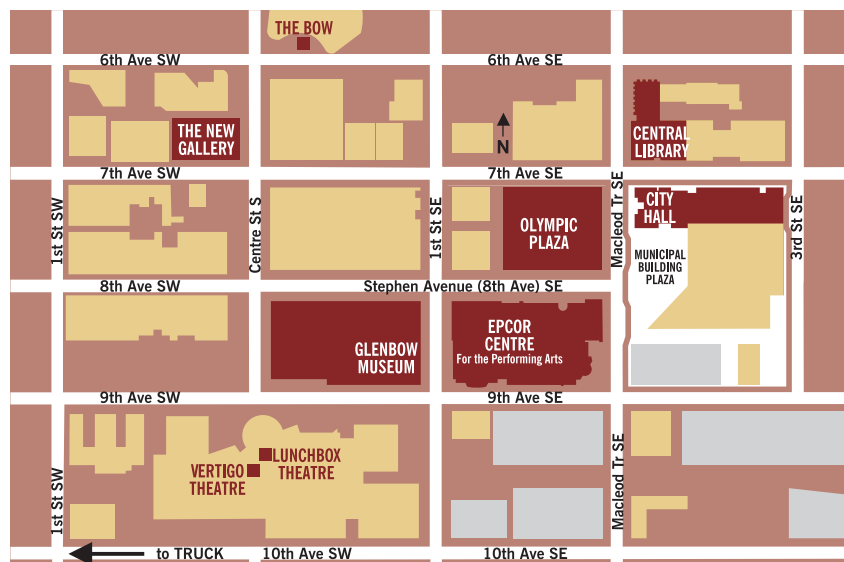 THE BOW
6th Ave SW
6th Ave SE
THE NEW
GALLERY
N
CENTRAL
LIBRARY
7th Ave SW
7th Ave SE
1st St SW
Centre St S
1st St SE
Macleod Tr SE
3rd St SE
OLYMPIC
PLAZA
CITY
HALL
MUNICIPAL
BUILDING
PLAZA
8th Ave SW
Stephen Avenue (8th Ave) SE
GLENBOW
MUSEUM
EPCOR
CENTRE
For the Performing Arts
9th Ave SW
9th Ave SE
1st St SW
VERTIGO
THEATRE
LUNCHBOX
THEATRE
Macleod Tr SE
to TRUCK
10th Ave SW
10th Ave SE